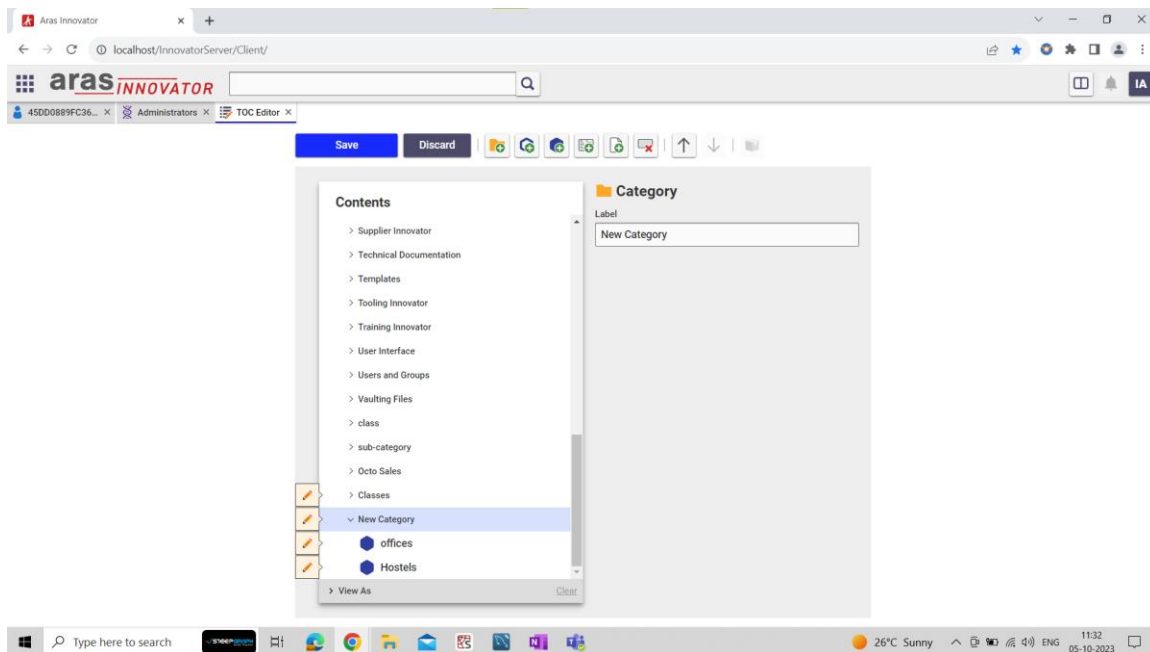 Aras Innovator
localhost/InnovatorServer/Client/
aras INNOVATOR
IA
45DD0889FC36...
Administrators
TOC Editor
Save
Discard
Contents
Supplier Innovator
Technical Documentation
Templates
Tooling Innovator
Training Innovator
User Interface
Users and Groups
Vaulting Files
class
sub-category
Octo Sales
Classes
New Category
offices
Hostels
View As
Clear
Category
Label
New Category
Type here to search
26°C Sunny
ENG
11:32
05-10-2023